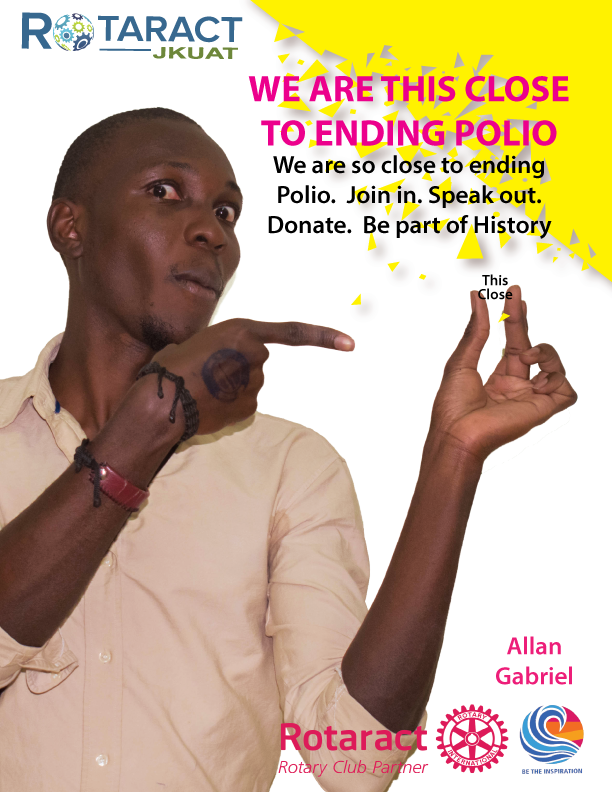 ROTARACT
JKUAT
WE ARE THIS CLOSE
TO ENDING POLIO
We are so close to ending
Polio. Join in. Speak out.
Donate. Be part of History
This
Close
Allan
Gabriel
Rotaract
Rotary Club Partner
ROTARY
INTERNATIONAL
BE THE INSPIRATION